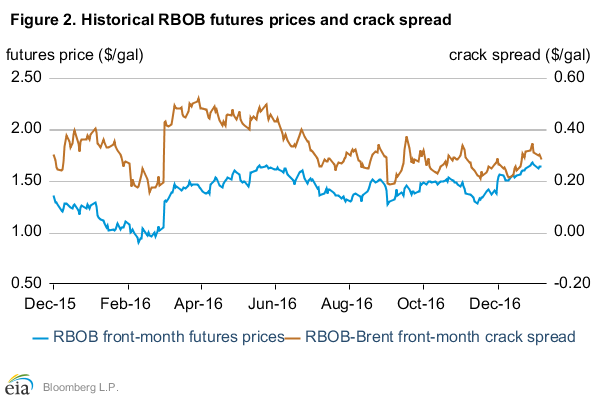 Figure 2. Historical RBOB futures prices and crack spread
futures price ($/gal) crack spread ($/gal)
2.50 0.60
2.00 0.40
1.50 0.20
1.00 0.00
0.50 -0.20
Dec-15 Feb-16 Apr-16 Jun-16 Aug-16 Oct-16 Dec-16
RBOB front-month futures prices RBOB-Brent front-month crack spread
eia Bloomberg L.P.